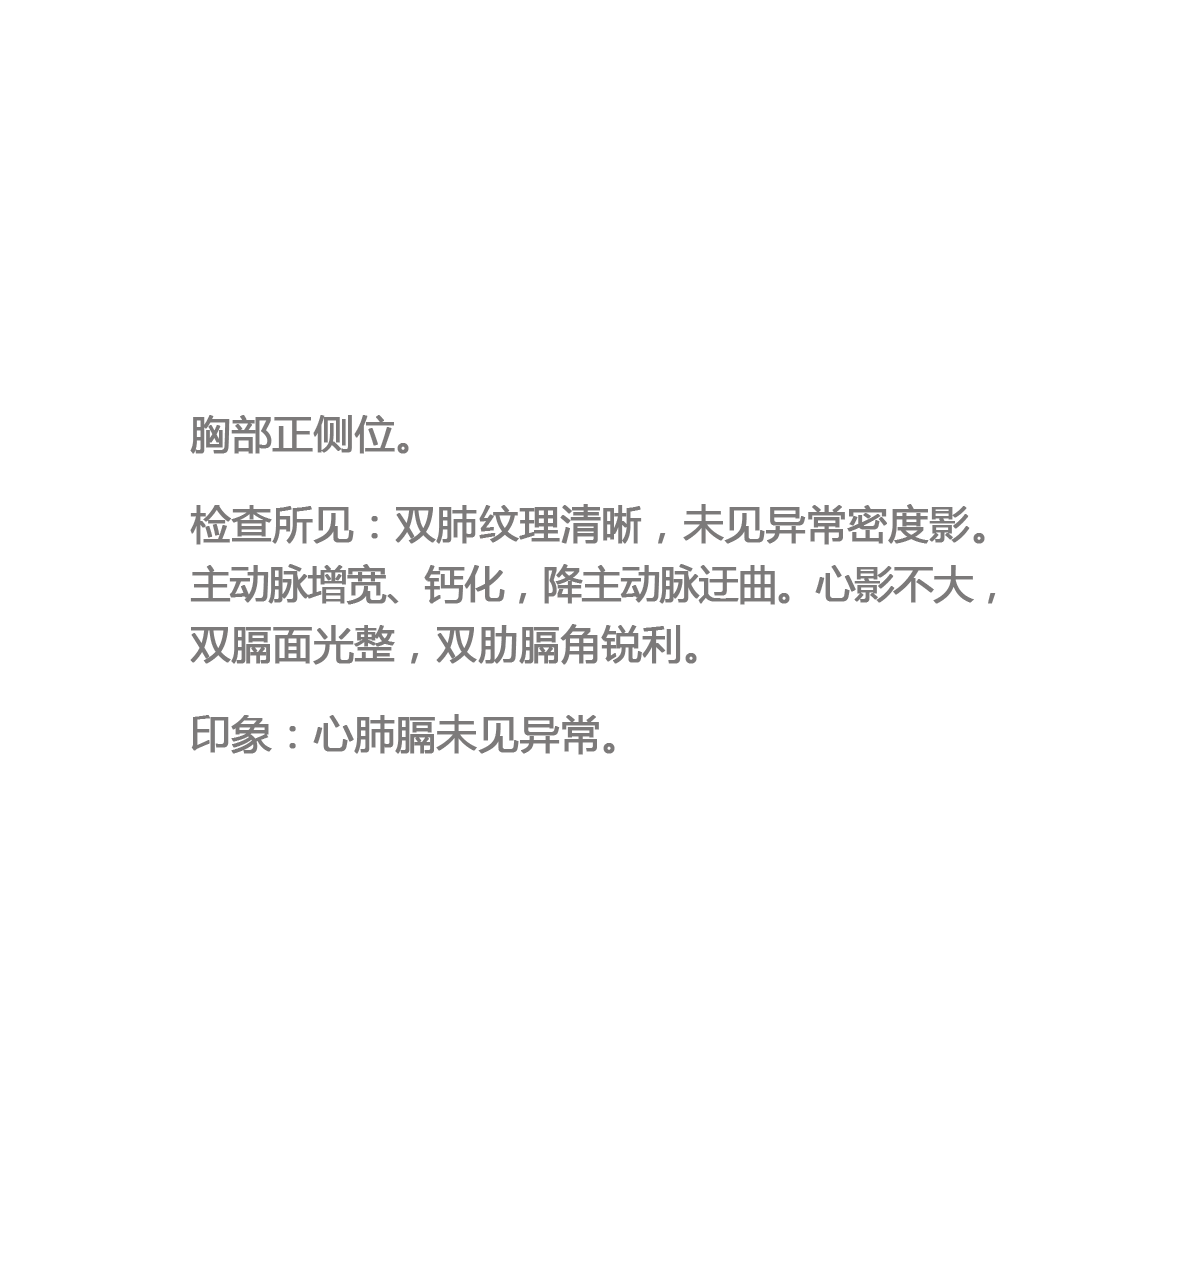 胸部正侧位。
检查所见：双肺纹理清晰，未见异常密度影。
主动脉增宽、钙化，降主动脉迂曲。心影不大，
双膈面光整，双肋膈角锐利。
印象：心肺膈未见异常。